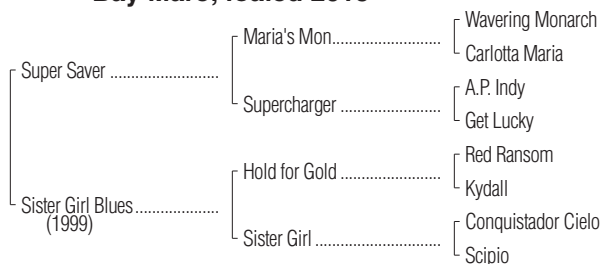 Bay Mare, foaled
Wavering Monarch
Maria's Mon
Carlotta Maria
Super Saver
A.P. Indy
Supercharger
Get Lucky
Red Ransom
Hold for Gold
Kydall
Sister Girl Blues
(1999)
Conquistador Cielo
Sister Girl
Scipio